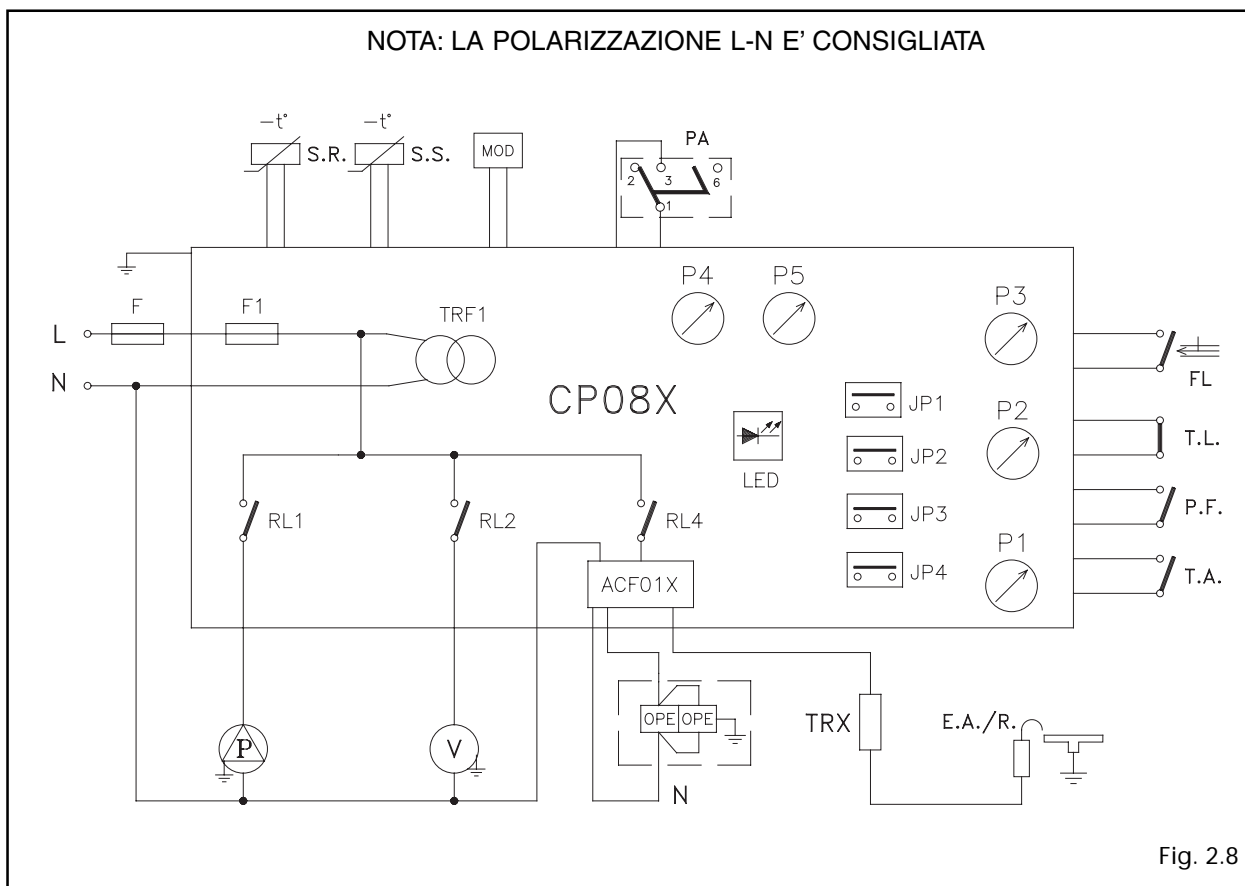 NOTA: LA POLARIZZAZIONE L-N E' CONSIGLIATA
-t° -t°
S.R. S.S. MOD PA
2 3 6
1
P4 P5 P3
F F1 TRF1
L
N
FL
CP08X
JP1 P2
T.L.
LED JP2
RL1 RL2 RL4 JP3 P.F.
P1
ACF01X JP4 T.A.
OPE OPE
TRX E.A./R.
P V
N
Fig. 2.8